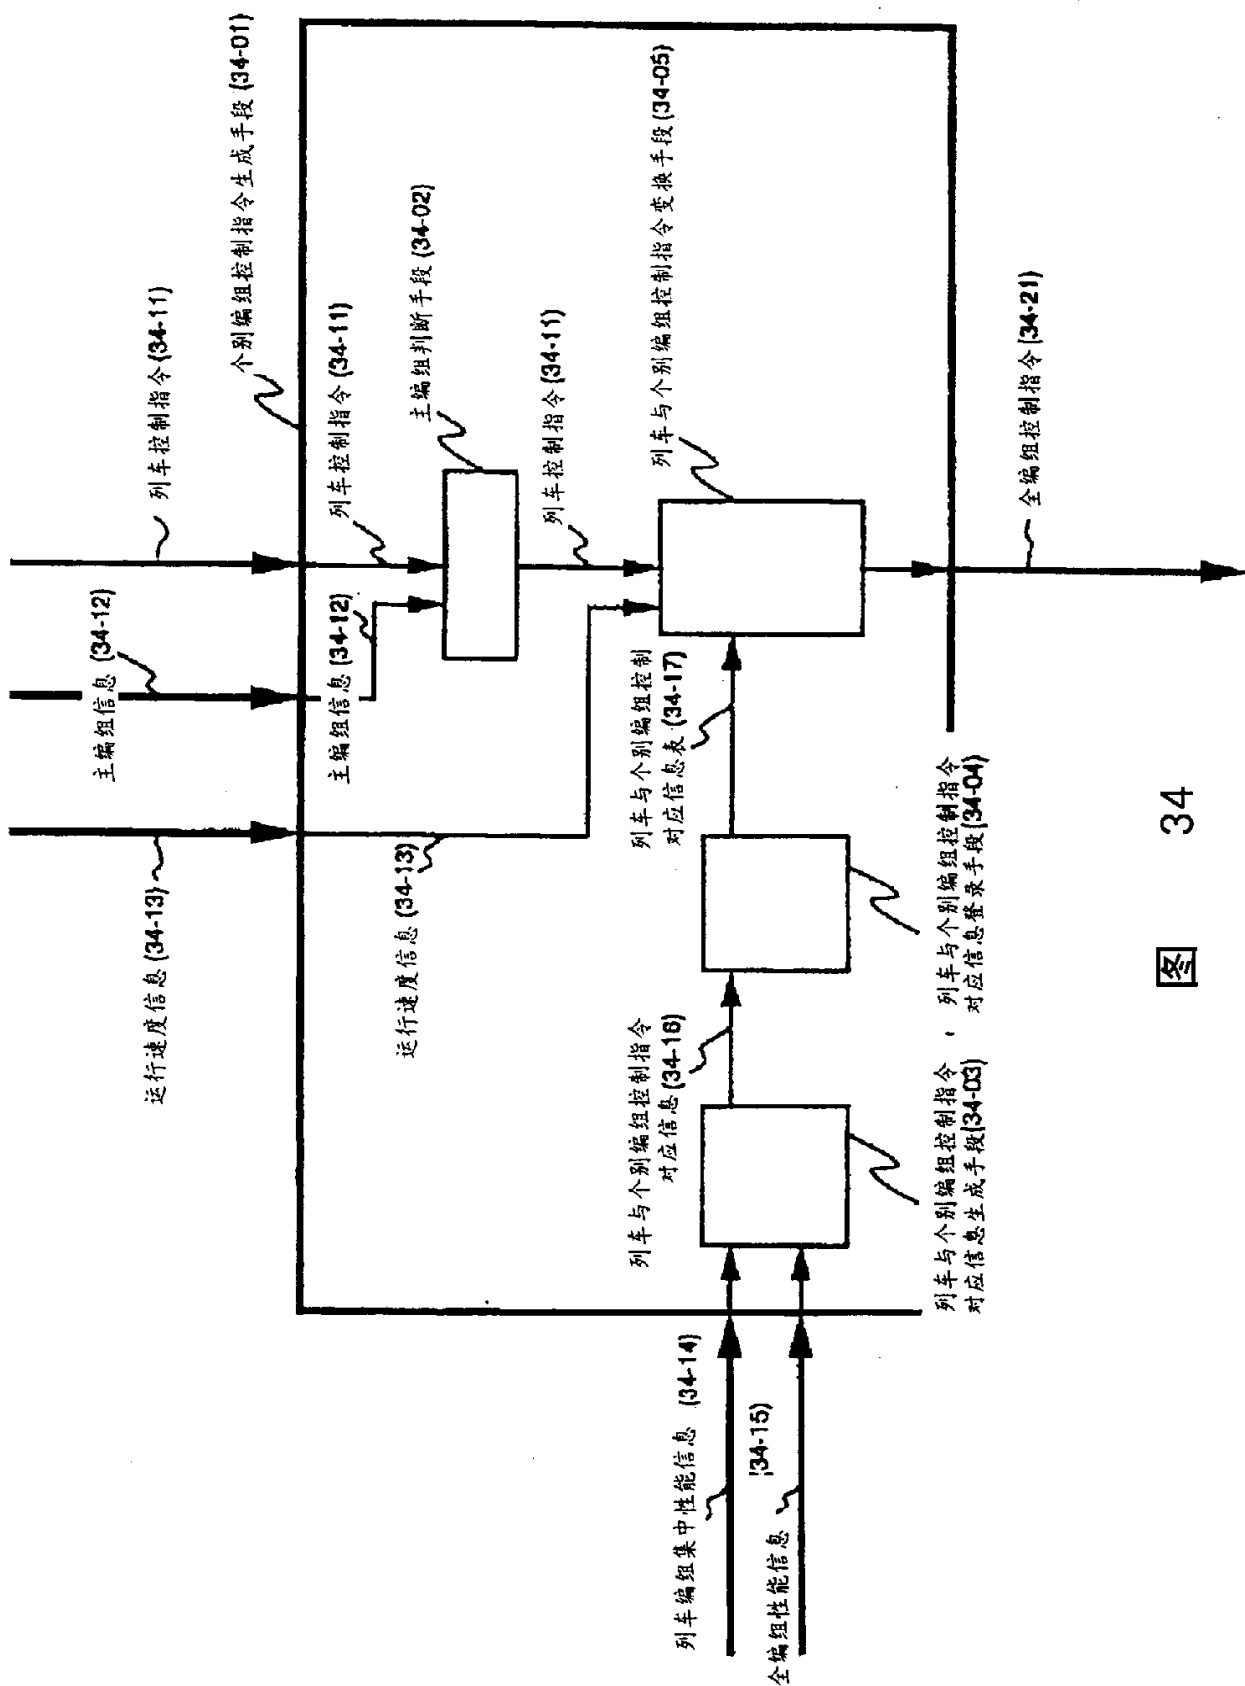 个别编组控制指令生成手段(34-01)
列车控制指令(34-11)
主编组信息(34-12)
运行速度信息(34-13)
列车控制指令(34-11)
主编组信息(34-12)
运行速度信息(34-13)
主编组判断手段(34-02)
列车控制指令(34-11)
列车与个别编组控制指令变换手段(34-05)
列车与个别编组控制
对应信息表(34-17)
列车与个别编组控制指令
对应信息(34-16)
列车编组集中性能信息(34-14)
全编组性能信息
(34-15)
列车与个别编组控制指令
对应信息生成手段(34-03)
列车与个别编组控制指令
对应信息登录手段(34-04)
全编组控制指令(34-21)
图 34